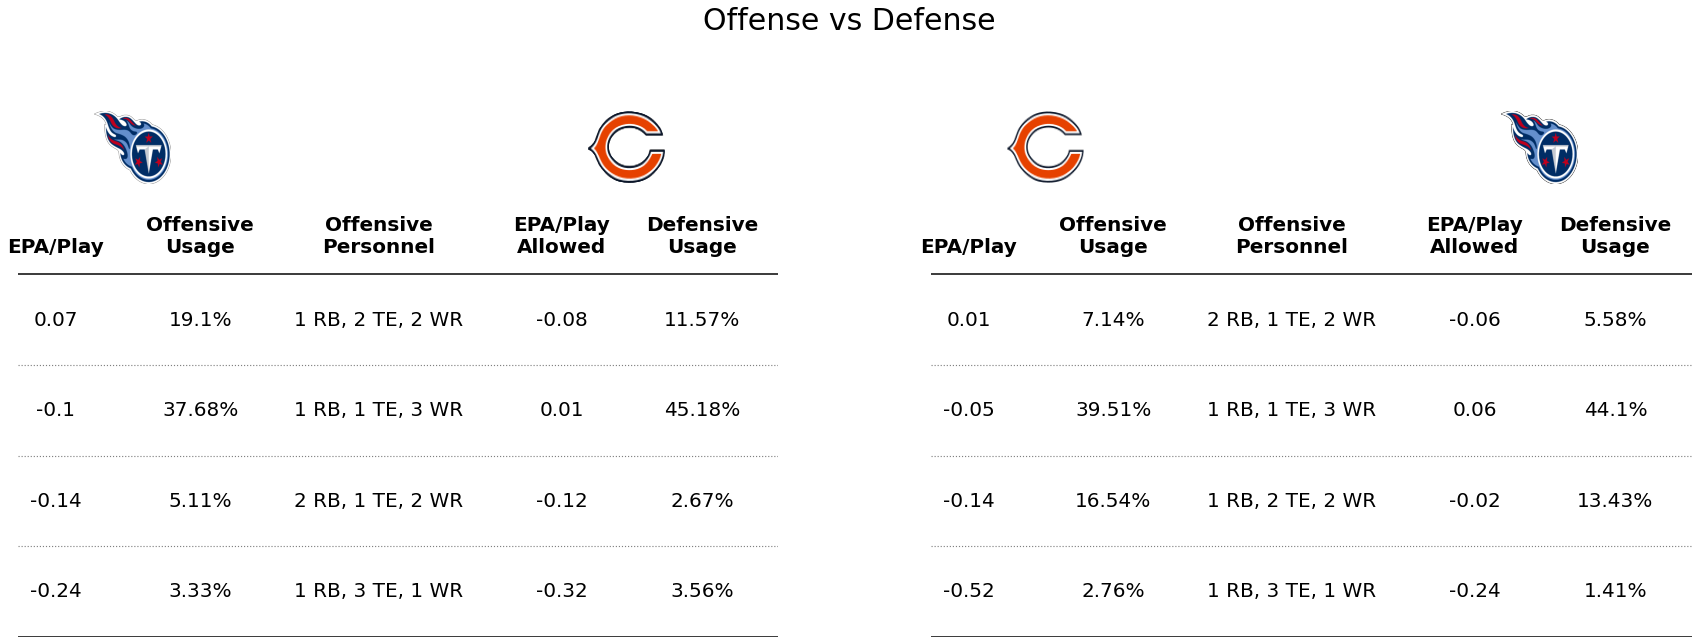 Offense vs Defense
EPA/Play Offensive Usage Offensive Personnel EPA/Play Allowed Defensive Usage
0.07 19.1% 1 RB, 2 TE, 2 WR -0.08 11.57%
-0.1 37.68% 1 RB, 1 TE, 3 WR 0.01 45.18%
-0.14 5.11% 2 RB, 1 TE, 2 WR -0.12 2.67%
-0.24 3.33% 1 RB, 3 TE, 1 WR -0.32 3.56%
EPA/Play Offensive Usage Offensive Personnel EPA/Play Allowed Defensive Usage
0.01 7.14% 2 RB, 1 TE, 2 WR -0.06 5.58%
-0.05 39.51% 1 RB, 1 TE, 3 WR 0.06 44.1%
-0.14 16.54% 1 RB, 2 TE, 2 WR -0.02 13.43%
-0.52 2.76% 1 RB, 3 TE, 1 WR -0.24 1.41%